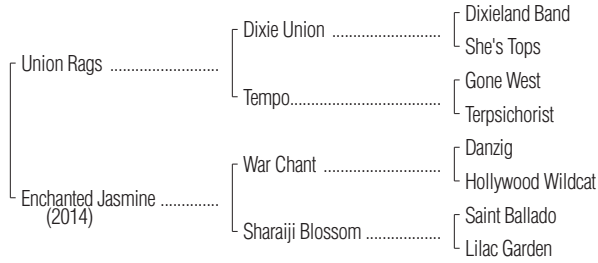 Dixieland Band
Dixie Union ........................
She's Tops
Union Rags ........................
Gone West
Tempo.................................
Terpsichorist
Danzig
War Chant ..........................
Hollywood Wildcat
Enchanted Jasmine .............
(2014)
Saint Ballado
Sharaiji Blossom .................
Lilac Garden